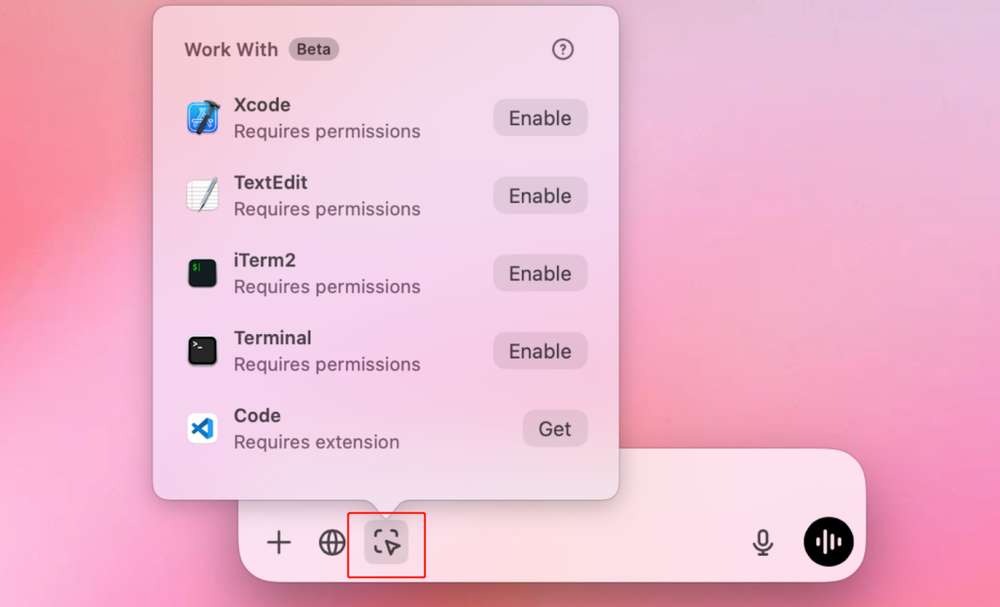 Work With Beta
Xcode
Requires permissions
Enable
TextEdit
Requires permissions
Enable
iTerm2
Requires permissions
Enable
Terminal
Requires permissions
Enable
Code
Requires extension
Get